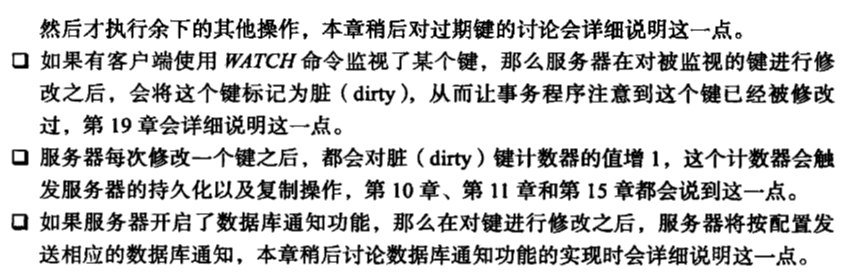 然后才执行余下的其他操作，本章稍后对过期键的讨论会详细说明这一点。
❑ 如果有客户端使用 WATCH 命令监视了某个键，那么服务器在对被监视的键进行修
改之后，会将这个键标记为脏（dirty），从而让事务程序注意到这个键已经被修改
过，第 19 章会详细说明这一点。
❑ 服务器每次修改一个键之后，都会对脏（dirty）键计数器的值增 1，这个计数器会触
发服务器的持久化以及复制操作，第 10 章、第 11 章和第 15 章都会说到这一点。
❑ 如果服务器开启了数据库通知功能，那么在对键进行修改之后，服务器将按配置发
送相应的数据库通知，本章稍后讨论数据库通知功能的实现时会详细说明这一点。